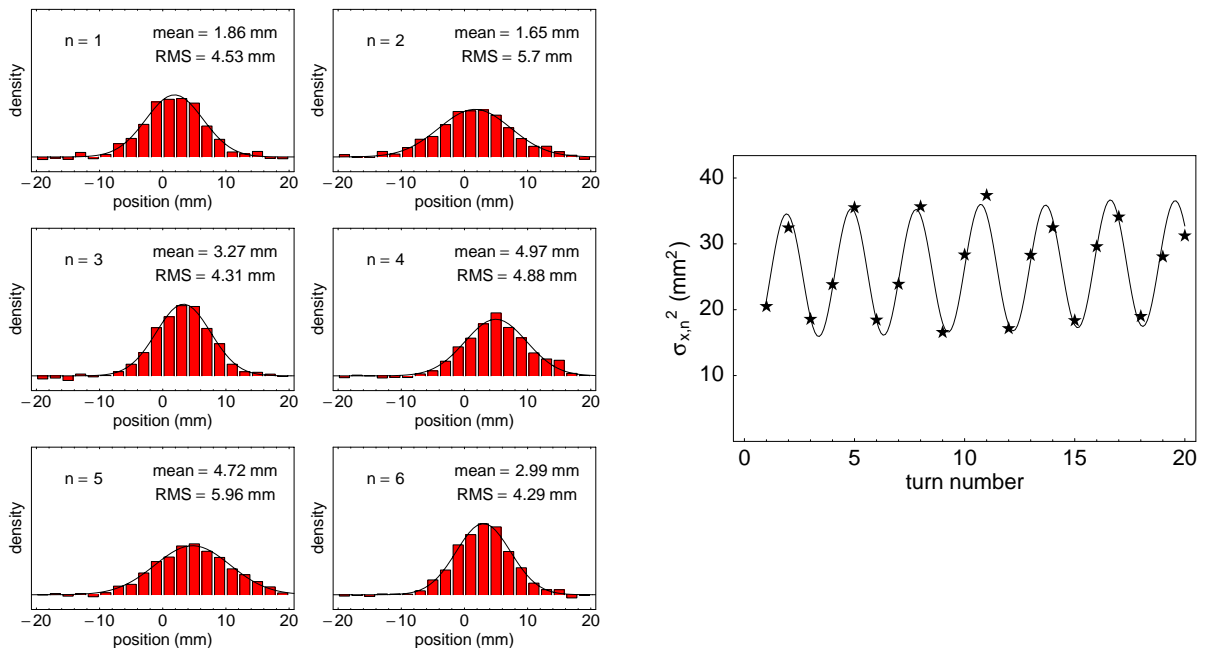 n = 1
mean = 1.86 mm
RMS = 4.53 mm
density
−20 −10 0 10 20
position (mm)
n = 2
mean = 1.65 mm
RMS = 5.7 mm
density
−20 −10 0 10 20
position (mm)
n = 3
mean = 3.27 mm
RMS = 4.31 mm
density
−20 −10 0 10 20
position (mm)
n = 4
mean = 4.97 mm
RMS = 4.88 mm
density
−20 −10 0 10 20
position (mm)
n = 5
mean = 4.72 mm
RMS = 5.96 mm
density
−20 −10 0 10 20
position (mm)
n = 6
mean = 2.99 mm
RMS = 4.29 mm
density
−20 −10 0 10 20
position (mm)
σx,n² (mm²)
40
30
20
10
0 5 10 15 20
turn number